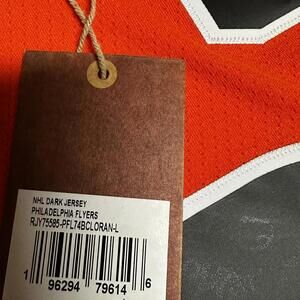 NHL DARK JERSEY
PHILADELPHIA FLYERS
RJY75585-PFL74BCLORAN-L
1 96294 79614 6